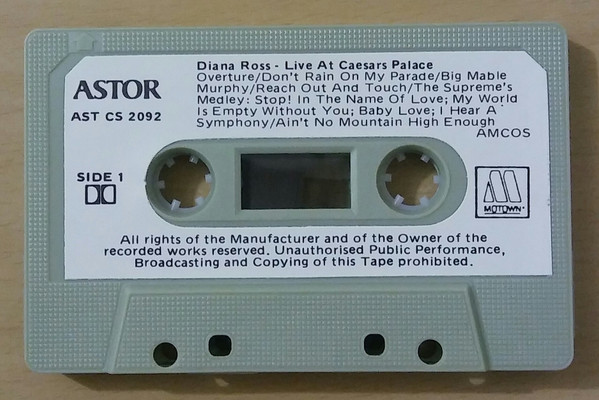 Diana Ross - Live At Caesars Palace
Overture/Don't Rain On My Parade/Big Mable
Murphy/Reach Out And Touch/The Supreme's
Medley: Stop! In The Name Of Love; My World
Is Empty Without You; Baby Love; I Hear A
Symphony/Ain't No Mountain High Enough
AMCOS
ASTOR
AST CS 2092
SIDE 1
MOTOWN
All rights of the Manufacturer and of the Owner of the
recorded works reserved. Unauthorised Public Performance,
Broadcasting and Copying of this Tape prohibited.